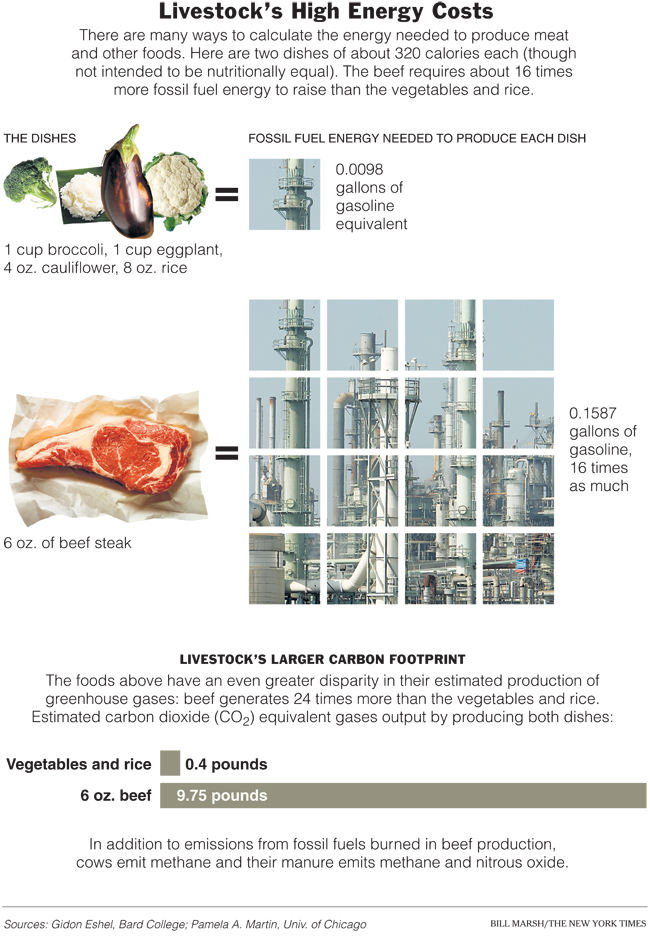 Livestock’s High Energy Costs
There are many ways to calculate the energy needed to produce meat
and other foods. Here are two dishes of about 320 calories each (though
not intended to be nutritionally equal). The beef requires about 16 times
more fossil fuel energy to raise than the vegetables and rice.
THE DISHES
FOSSIL FUEL ENERGY NEEDED TO PRODUCE EACH DISH
=
0.0098
gallons of
gasoline
equivalent
1 cup broccoli, 1 cup eggplant,
4 oz. cauliflower, 8 oz. rice
=
0.1587
gallons of
gasoline,
16 times
as much
6 oz. of beef steak
LIVESTOCK’S LARGER CARBON FOOTPRINT
The foods above have an even greater disparity in their estimated production of
greenhouse gases: beef generates 24 times more than the vegetables and rice.
Estimated carbon dioxide (CO₂) equivalent gases output by producing both dishes:
Vegetables and rice 0.4 pounds
6 oz. beef 9.75 pounds
In addition to emissions from fossil fuels burned in beef production,
cows emit methane and their manure emits methane and nitrous oxide.
Sources: Gidon Eshel, Bard College; Pamela A. Martin, Univ. of Chicago
BILL MARSH/THE NEW YORK TIMES